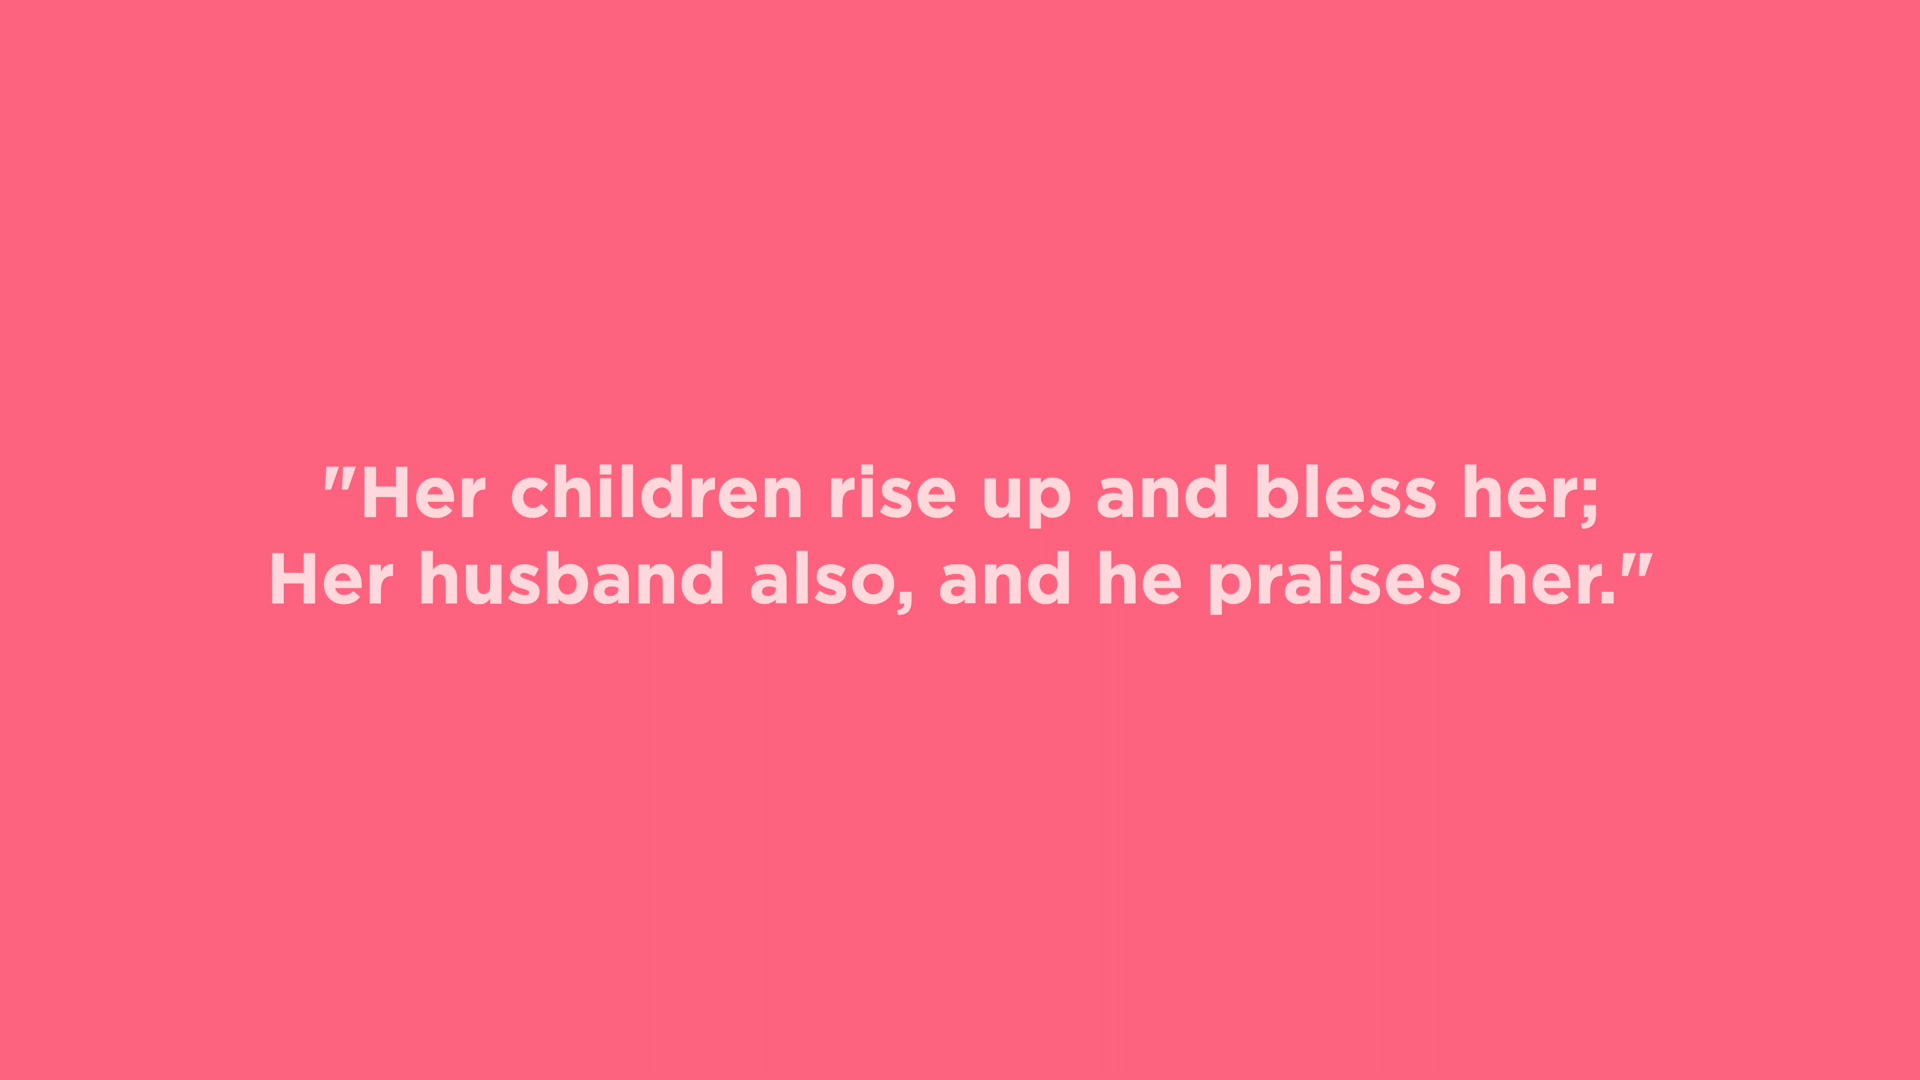 "Her children rise up and bless her;
Her husband also, and he praises her."